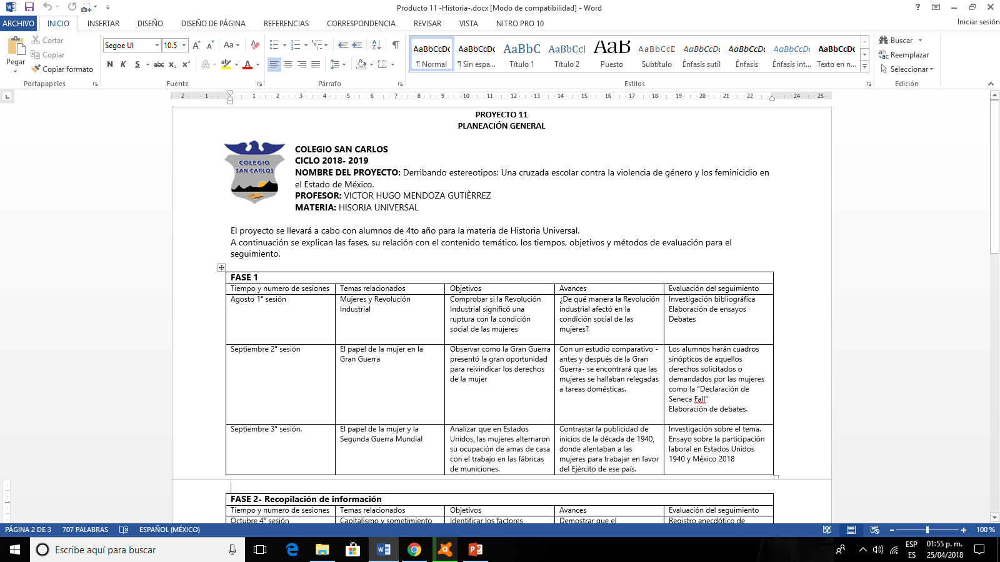 Producto 11 -Historia-.docx [Modo de compatibilidad] - Word
ARCHIVO INICIO INSERTAR DISEÑO DISEÑO DE PÁGINA REFERENCIAS CORRESPONDENCIA REVISAR VISTA NITRO PRO 10 Iniciar sesión
Pegar
Cortar
Copiar
Copiar formato
Portapapeles
Segoe UI 10.5
N K S abc x₂ x²
Fuente
Párrafo
AaBbCcDc AaBbCcDc AaBbC AaBbCcI AaB AaBbCcD AaBbCcDc AaBbCcDc AaBbCcDc AaBbCcDc
¶ Normal ¶ Sin espa... Título 1 Título 2 Puesto Subtítulo Énfasis sutil Énfasis Énfasis int... Texto en n...
Estilos
Buscar
Reemplazar
Seleccionar
Edición
2 1 1 2 3 4 5 6 7 8 9 10 11 12 13 14 15 16 17 18 19 20 21 22 24 25
PROYECTO 11
PLANEACIÓN GENERAL
COLEGIO
SAN CARLOS
COLEGIO SAN CARLOS
CICLO 2018- 2019
NOMBRE DEL PROYECTO: Derribando estereotipos: Una cruzada escolar contra la violencia de género y los feminicidio en
el Estado de México.
PROFESOR: VICTOR HUGO MENDOZA GUTIÈRREZ
MATERIA: HISORIA UNIVERSAL
El proyecto se llevará a cabo con alumnos de 4to año para la materia de Historia Universal.
A continuación se explican las fases, su relación con el contenido temático, los tiempos, objetivos y métodos de evaluación para el
seguimiento.
FASE 1
Tiempo y numero de sesiones Temas relacionados Objetivos Avances Evaluación del seguimiento
Agosto 1° sesión
Mujeres y Revolución
Industrial
Comprobar si la Revolución
Industrial significó una
ruptura con la condición
social de las mujeres
¿De qué manera la Revolución
industrial afectó en la
condición social de las
mujeres?
Investigación bibliográfica
Elaboración de ensayos
Debates
Septiembre 2° sesión
El papel de la mujer en la
Gran Guerra
Observar como la Gran Guerra
presentó la gran oportunidad
para reivindicar los derechos
de la mujer
Con un estudio comparativo -
antes y después de la Gran
Guerra- se encontrará que las
mujeres se hallaban relegadas
a tareas domésticas.
Los alumnos harán cuadros
sinópticos de aquellos
derechos solicitados o
demandados por las mujeres
como la “Declaración de
Seneca Fall”
Elaboración de debates.
Septiembre 3° sesión.
El papel de la mujer y la
Segunda Guerra Mundial
Analizar que en Estados
Unidos, las mujeres alternaron
su ocupación de amas de casa
con el trabajo en las fábricas
de municiones.
Contrastar la publicidad de
inicios de la década de 1940,
donde alentaban a las
mujeres para trabajar en favor
del Ejército de ese país.
Investigación sobre el tema.
Ensayo sobre la participación
laboral en Estados Unidos
1940 y México 2018
FASE 2- Recopilación de información
Tiempo y numero de sesiones Temas relacionados Objetivos Avances Evaluación del seguimiento
Octubre 4° sesión Capitalismo y sometimiento Identificar los factores Demostrar que el Registro anecdótico de
PÁGINA 2 DE 3 707 PALABRAS ESPAÑOL (MÉXICO) 100 %
Escribe aquí para buscar
ESP
ES
01:55 p. m.
25/04/2018